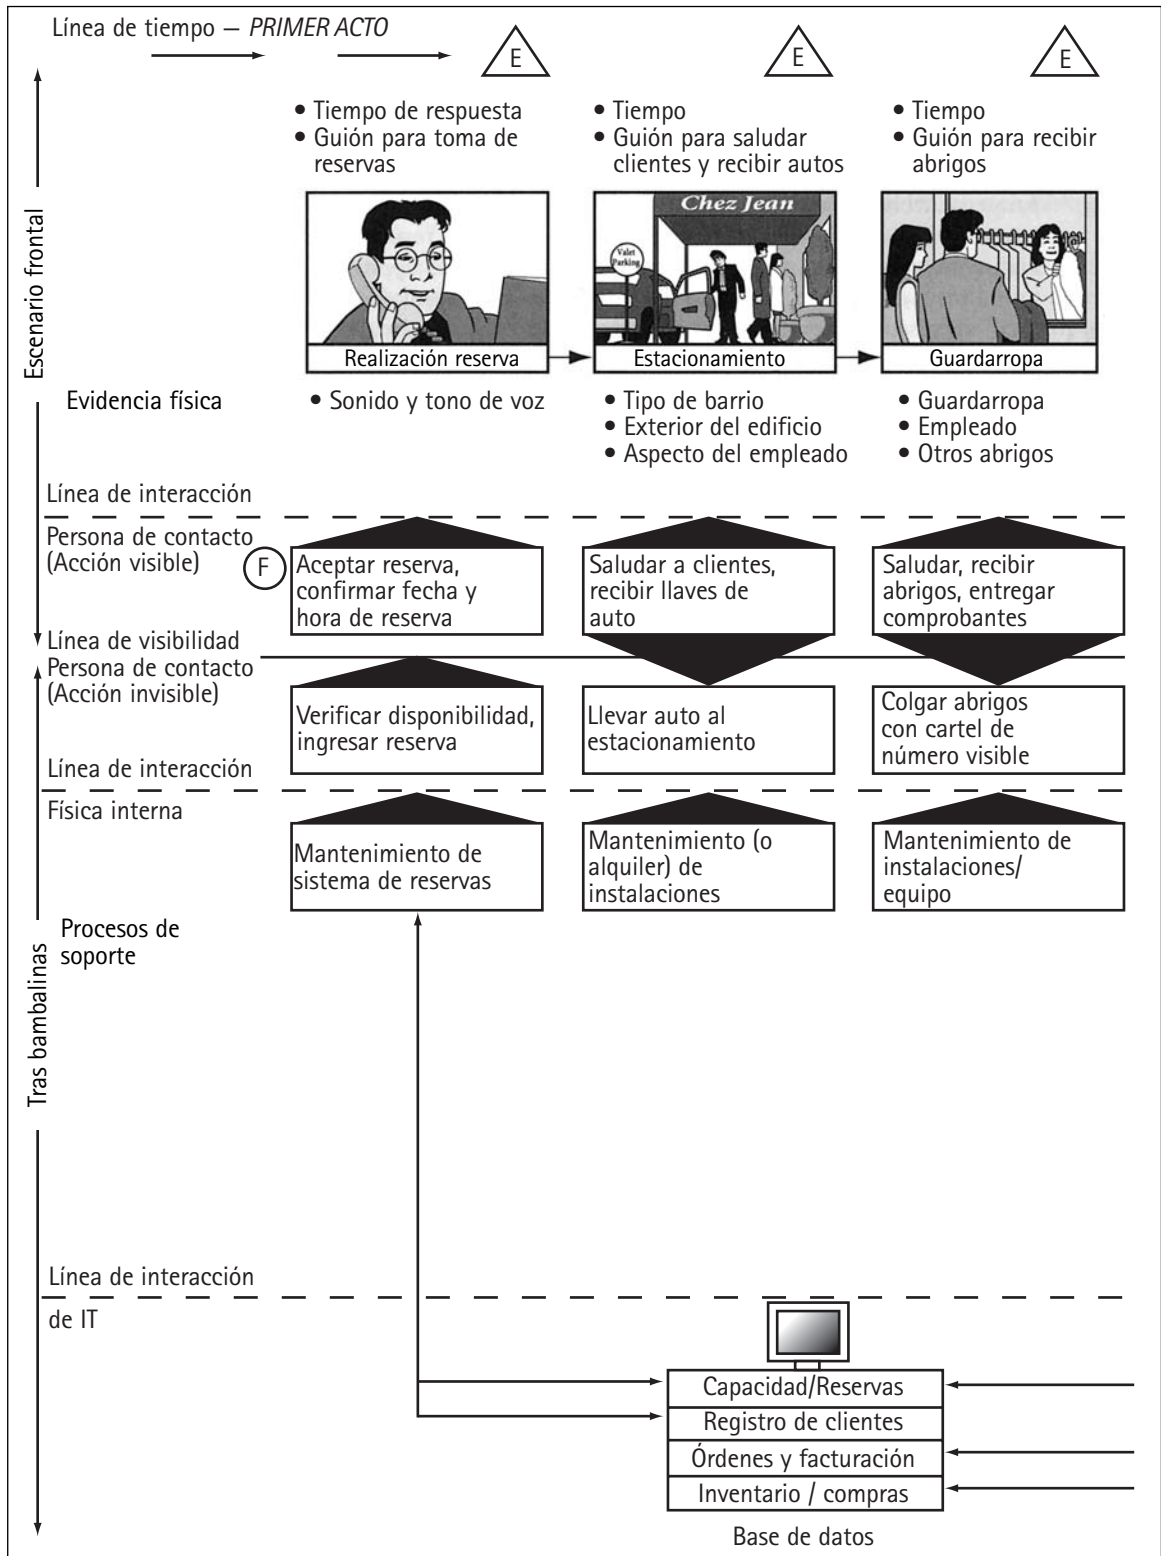 Línea de tiempo — PRIMER ACTO
E
E
E
• Tiempo de respuesta
• Guión para toma de
reservas
• Tiempo
• Guión para saludar
clientes y recibir autos
• Tiempo
• Guión para recibir
abrigos
Escenario frontal
Chez Jean
Valet
Parking
Realización reserva
Estacionamiento
Guardarropa
Evidencia física
• Sonido y tono de voz
• Tipo de barrio
• Exterior del edificio
• Aspecto del empleado
• Guardarropa
• Empleado
• Otros abrigos
Línea de interacción
Persona de contacto
(Acción visible)
F
Aceptar reserva,
confirmar fecha y
hora de reserva
Saludar a clientes,
recibir llaves de
auto
Saludar, recibir
abrigos, entregar
comprobantes
Línea de visibilidad
Persona de contacto
(Acción invisible)
Verificar disponibilidad,
ingresar reserva
Llevar auto al
estacionamiento
Colgar abrigos
con cartel de
número visible
Línea de interacción
Física interna
Mantenimiento de
sistema de reservas
Mantenimiento (o
alquiler) de
instalaciones
Mantenimiento de
instalaciones/
equipo
Procesos de
soporte
Tras bambalinas
Línea de interacción
de IT
Capacidad/Reservas
Registro de clientes
Órdenes y facturación
Inventario / compras
Base de datos